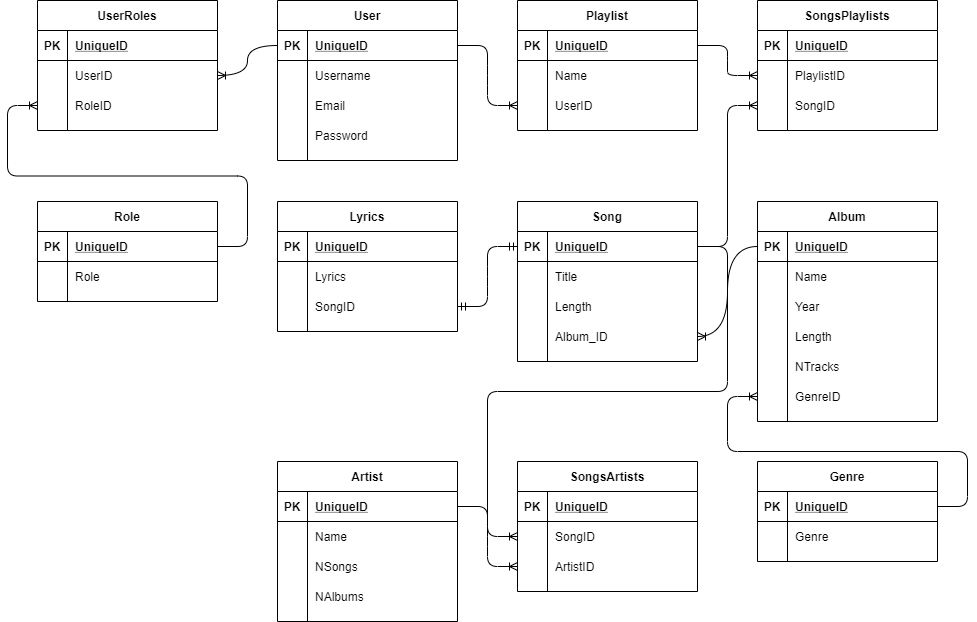 UserRoles
PK UniqueID
UserID
RoleID
User
PK UniqueID
Username
Email
Password
Playlist
PK UniqueID
Name
UserID
SongsPlaylists
PK UniqueID
PlaylistID
SongID
Role
PK UniqueID
Role
Lyrics
PK UniqueID
Lyrics
SongID
Song
PK UniqueID
Title
Length
Album_ID
Album
PK UniqueID
Name
Year
Length
NTracks
GenreID
Artist
PK UniqueID
Name
NSongs
NAlbums
SongsArtists
PK UniqueID
SongID
ArtistID
Genre
PK UniqueID
Genre